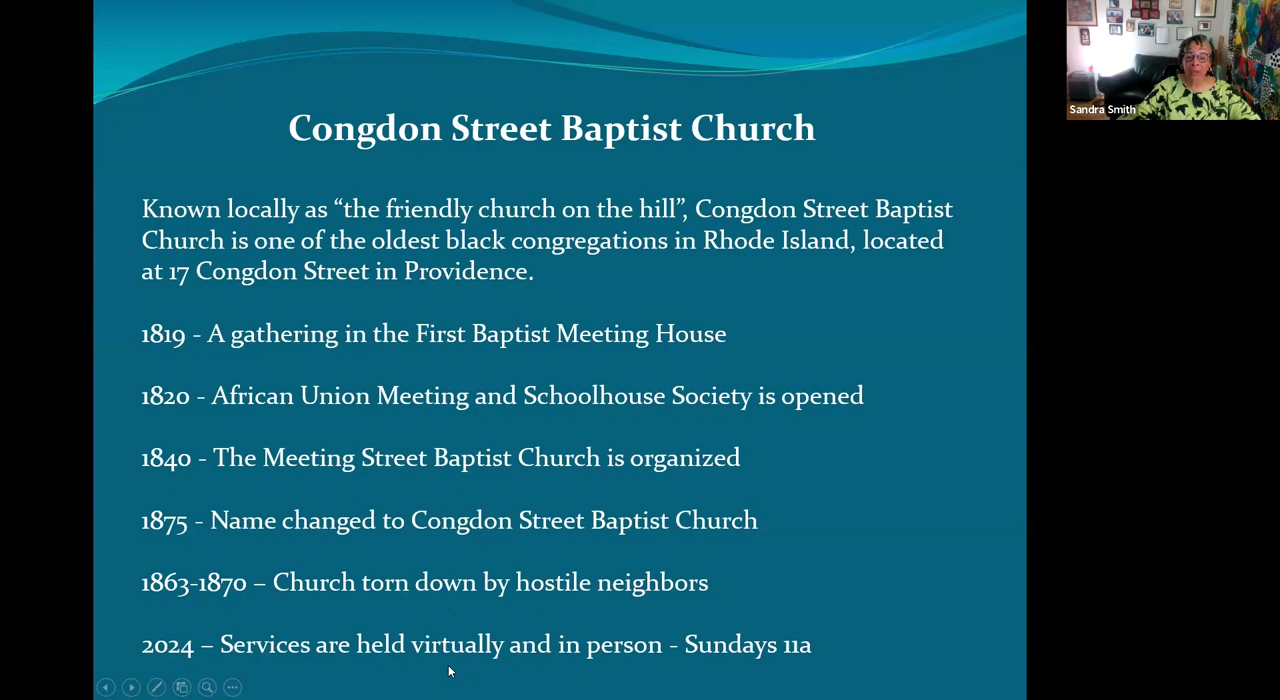 Congdon Street Baptist Church
Known locally as “the friendly church on the hill”, Congdon Street Baptist
Church is one of the oldest black congregations in Rhode Island, located
at 17 Congdon Street in Providence.
1819 - A gathering in the First Baptist Meeting House
1820 - African Union Meeting and Schoolhouse Society is opened
1840 - The Meeting Street Baptist Church is organized
1875 - Name changed to Congdon Street Baptist Church
1863-1870 – Church torn down by hostile neighbors
2024 – Services are held virtually and in person - Sundays 11a
Sandra Smith